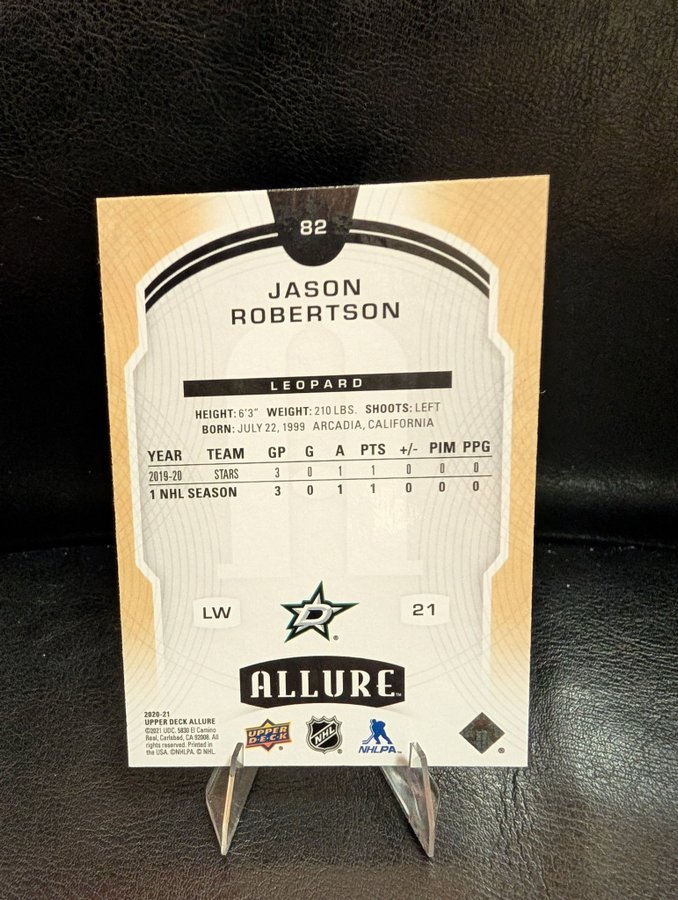 82
JASON
ROBERTSON
LEOPARD
HEIGHT: 6'3" WEIGHT: 210 LBS. SHOOTS: LEFT
BORN: JULY 22, 1999 ARCADIA, CALIFORNIA
YEAR TEAM GP G A PTS +/- PIM PPG
2019-20 STARS 3 0 1 1 0 0 0
1 NHL SEASON 3 0 1 1 0 0 0
LW D ® 21
ALLURE™
2020-21
UPPER DECK ALLURE
©2021 UDC. 5830 El Camino
Real, Carlsbad, CA 92008. All
rights reserved. Printed in
the USA. ©NHLPA. © NHL.
UPPER DECK ® NHL ® NHLPA™ ®